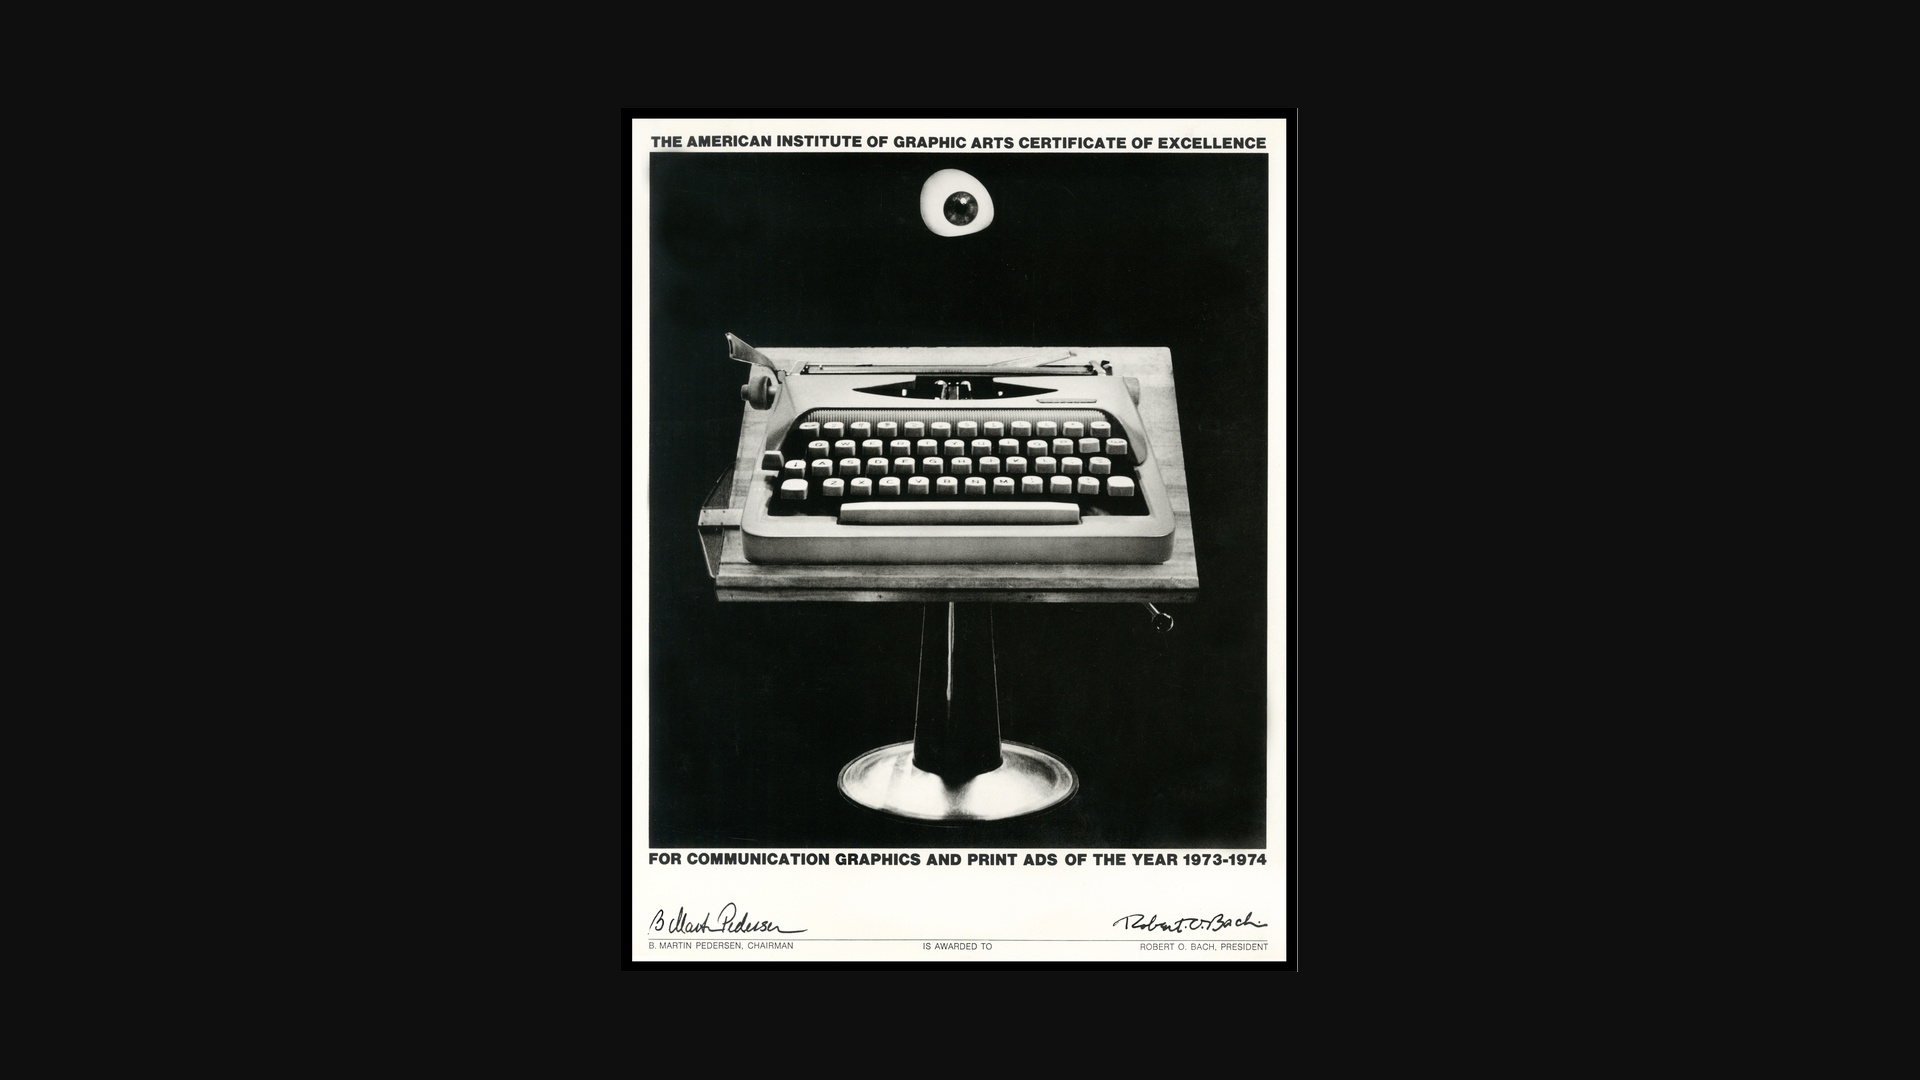 THE AMERICAN INSTITUTE OF GRAPHIC ARTS CERTIFICATE OF EXCELLENCE
FOR COMMUNICATION GRAPHICS AND PRINT ADS OF THE YEAR 1973-1974
B Martin Pedersen
Robert O. Bach
B. MARTIN PEDERSEN, CHAIRMAN
IS AWARDED TO
ROBERT O. BACH, PRESIDENT